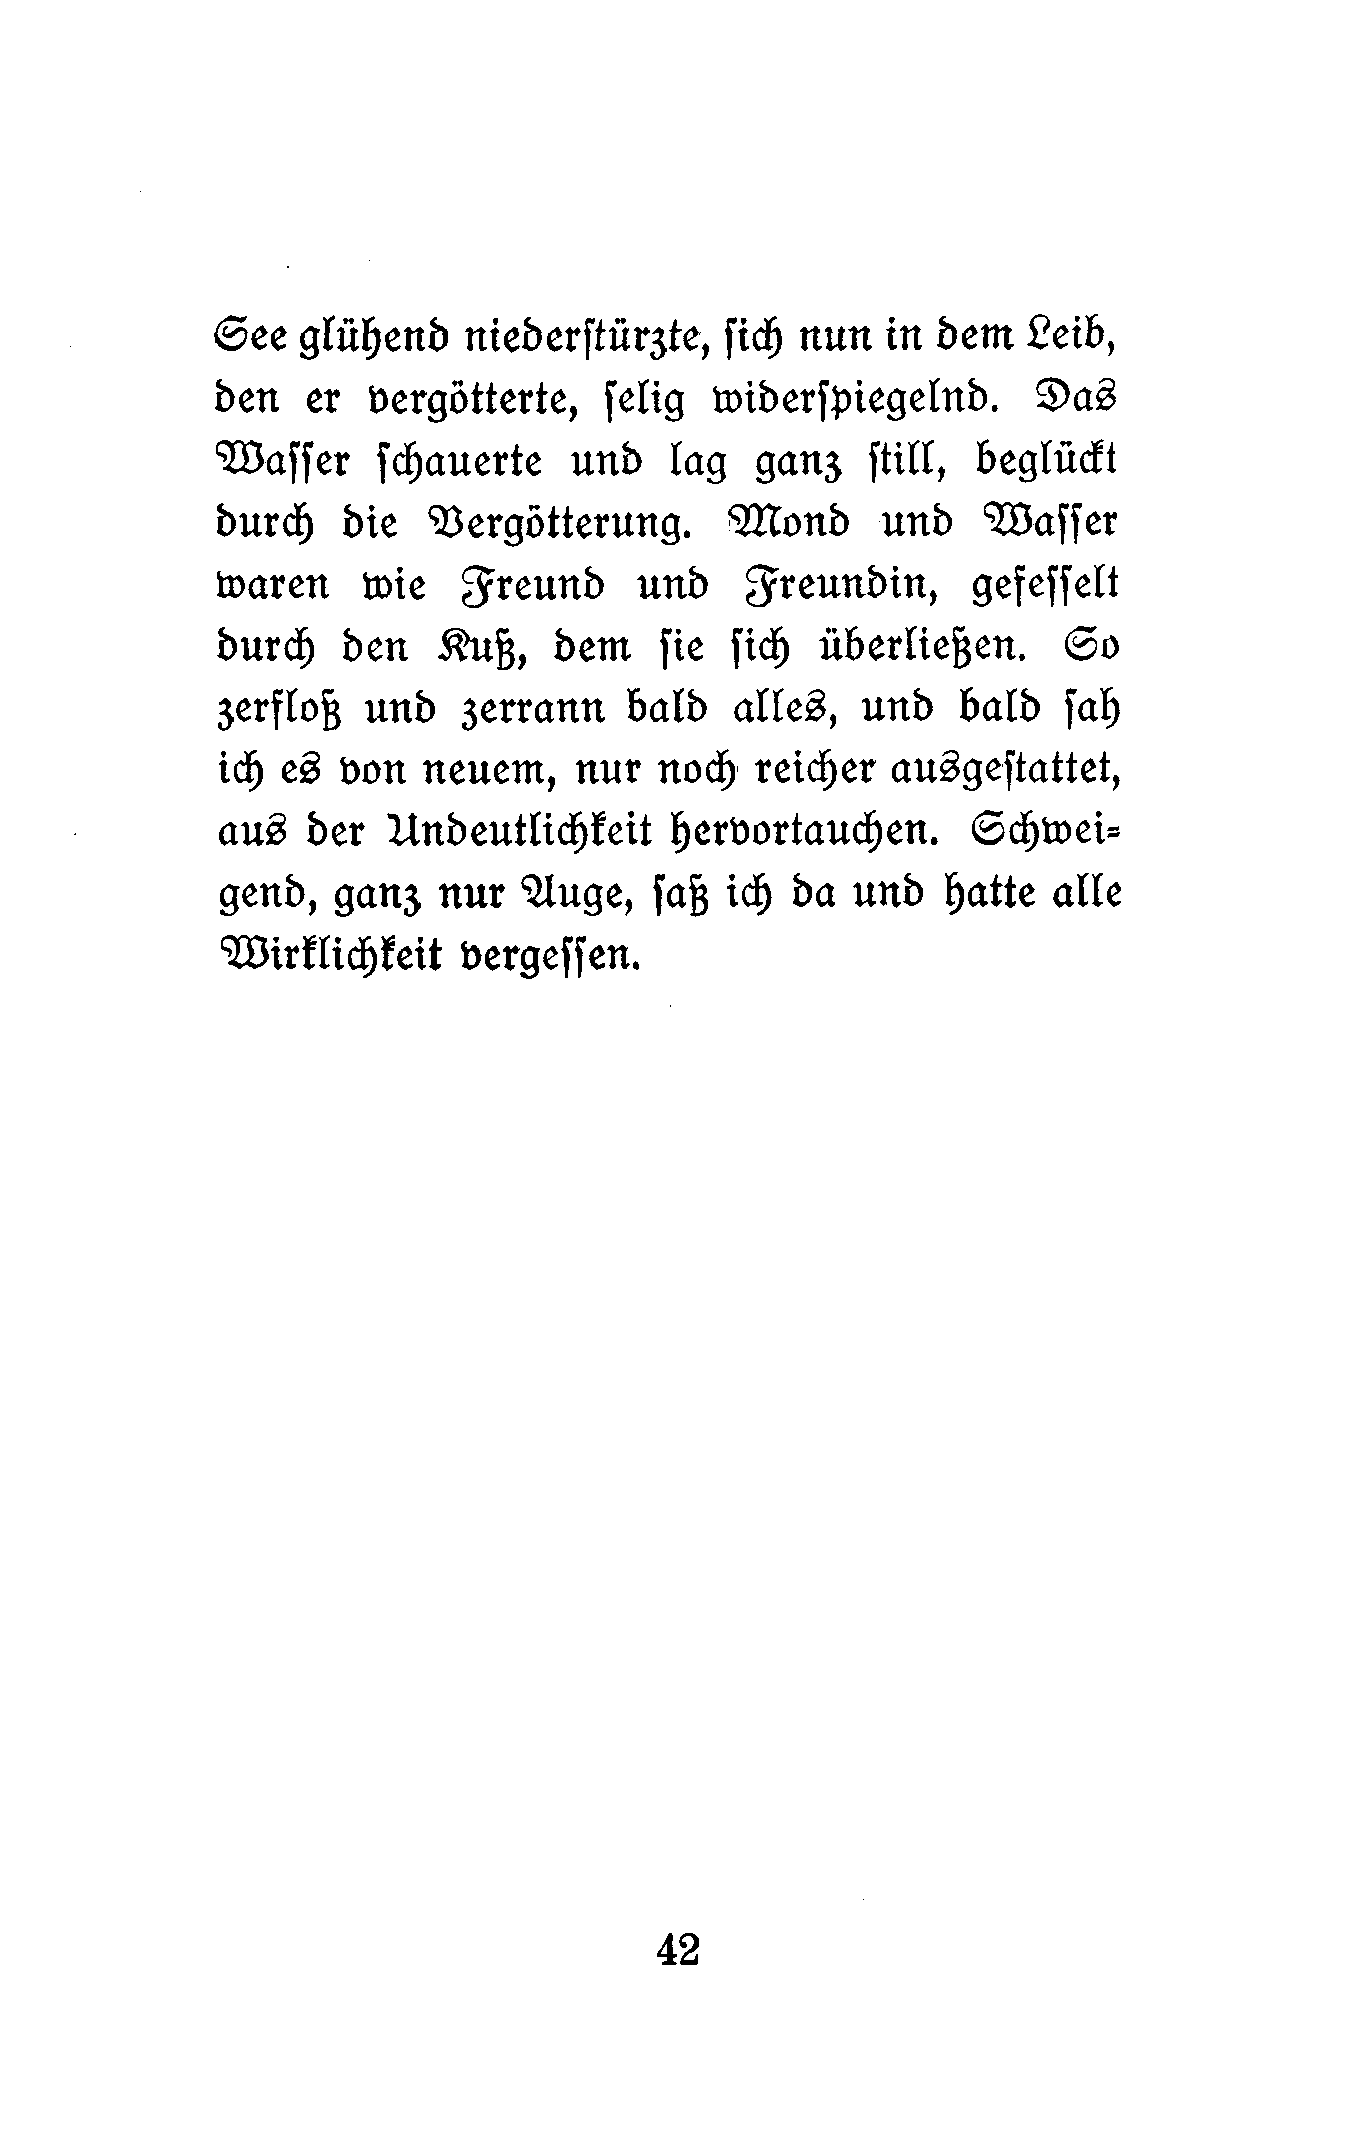 See glühend niederstürzte, sich nun in dem Leib,
den er vergötterte, selig widerspiegelnd. Das
Wasser schauerte und lag ganz still, beglückt
durch die Vergötterung. Mond und Wasser
waren wie Freund und Freundin, gefesselt
durch den Kuß, dem sie sich überließen. So
zerfloß und zerrann bald alles, und bald sah
ich es von neuem, nur noch reicher ausgestattet,
aus der Undeutlichkeit hervortauchen. Schwei-
gend, ganz nur Auge, saß ich da und hatte alle
Wirklichkeit vergessen.
42